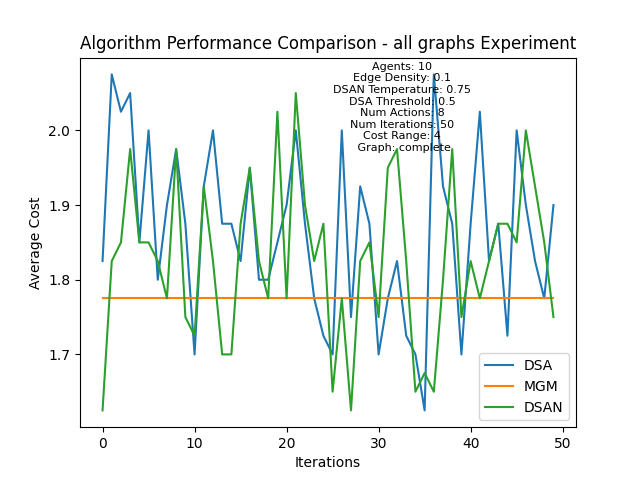 Algorithm Performance Comparison - all graphs Experiment
Agents: 10
Edge Density: 0.1
DSAN Temperature: 0.75
DSA Threshold: 0.5
Num Actions: 8
Num Iterations: 50
Cost Range: 4
Graph: complete
Average Cost
2.0
1.9
1.8
1.7
DSA
MGM
DSAN
0 10 20 30 40 50
Iterations